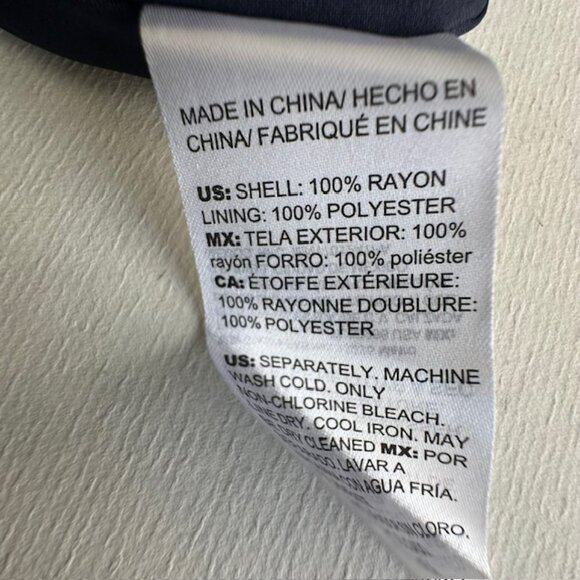 MADE IN CHINA/ HECHO EN
CHINA/ FABRIQUÉ EN CHINE
US: SHELL: 100% RAYON
LINING: 100% POLYESTER
MX: TELA EXTERIOR: 100%
rayón FORRO: 100% poliéster
CA: ÉTOFFE EXTÉRIEURE:
100% RAYONNE DOUBLURE:
100% POLYESTER
US: SEPARATELY. MACHINE
WASH COLD. ONLY
NON-CHLORINE BLEACH.
LINE DRY. COOL IRON. MAY
DRY CLEANED MX: POR
LAVAR A
CON AGUA FRÍA.
CLORO.